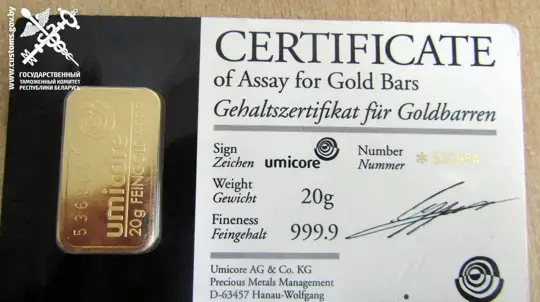 www.customs.gov.by
ГОСУДАРСТВЕННЫЙ
ТАМОЖЕННЫЙ КОМИТЕТ
РЕСПУБЛИКИ БЕЛАРУСЬ
umicore
20g FEINGOLD
CERTIFICATE
of Assay for Gold Bars
Gehaltszertifikat für Goldbarren
Sign
Zeichen
umicore
Number
Nummer
Weight
Gewicht
20g
Fineness
Feingehalt
999.9
Umicore AG & Co. KG
Precious Metals Management
D-63457 Hanau-Wolfgang